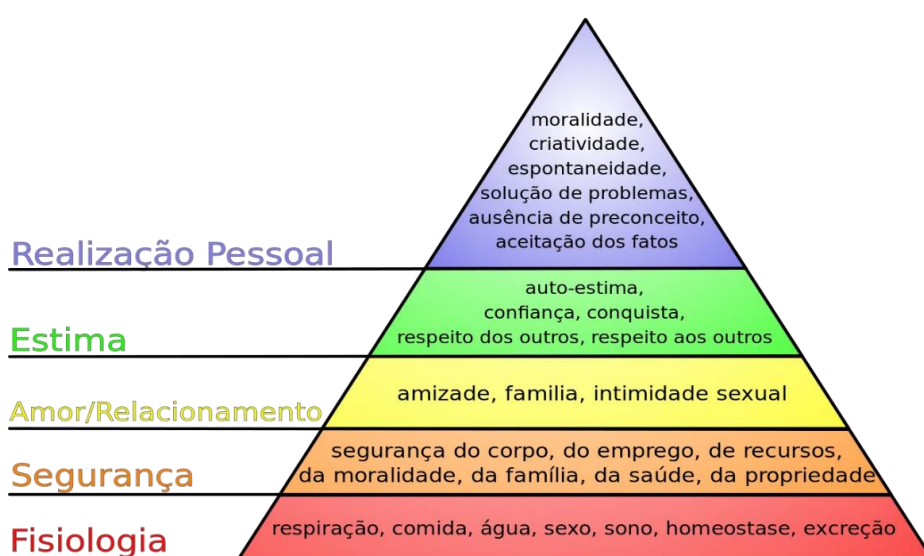 moralidade,
criatividade,
espontaneidade,
solução de problemas,
ausência de preconceito,
aceitação dos fatos
Realização Pessoal
auto-estima,
confiança, conquista,
respeito dos outros, respeito aos outros
Estima
amizade, familia, intimidade sexual
Amor/Relacionamento
segurança do corpo, do emprego, de recursos,
da moralidade, da família, da saúde, da propriedade
Segurança
respiração, comida, água, sexo, sono, homeostase, excreção
Fisiologia